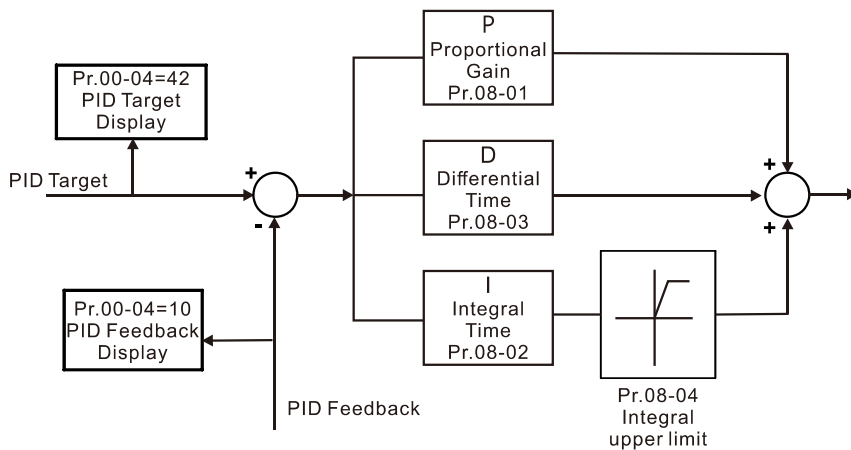 P
Proportional
Gain
Pr.08-01
Pr.00-04=42
PID Target
Display
PID Target
+
-
D
Differential
Time
Pr.08-03
+
+
I
Integral
Time
Pr.08-02
Pr.00-04=10
PID Feedback
Display
PID Feedback
Pr.08-04
Integral
upper limit